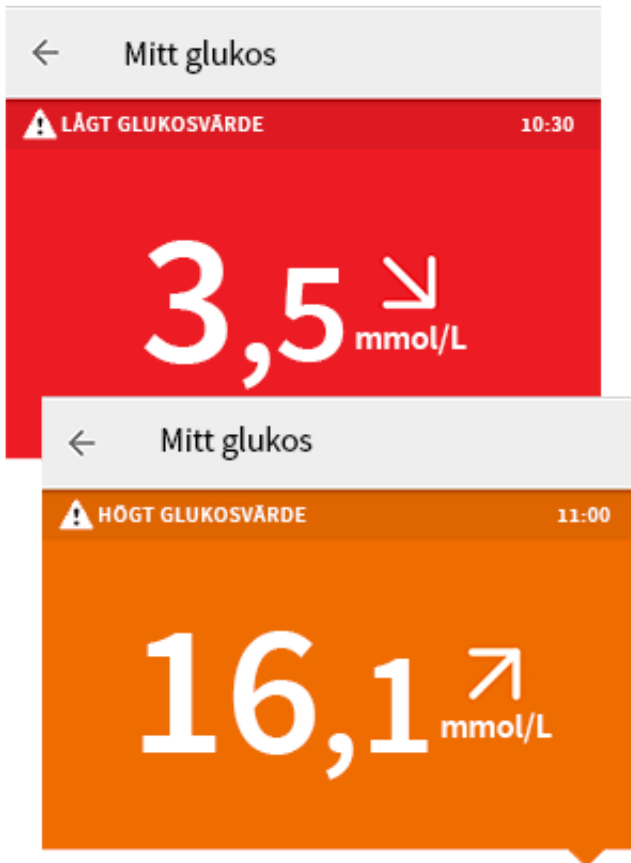 Mitt glukos
LÅGT GLUKOSVÄRDE 10:30
3,5 mmol/L
Mitt glukos
HÖGT GLUKOSVÄRDE 11:00
16,1 mmol/L